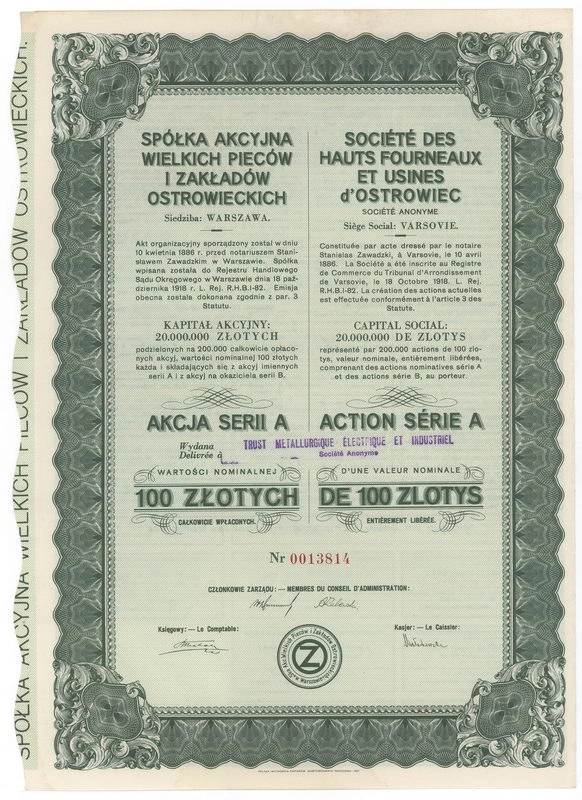 SPÓŁKA AKCYJNA WIELKICH PIECÓW I ZAKŁADÓW OSTROWIECKICH.
SPÓŁKA AKCYJNA
WIELKICH PIECÓW
I ZAKŁADÓW
OSTROWIECKICH
Siedziba: WARSZAWA.
Akt organizacyjny sporządzony został w dniu
10 kwietnia 1886 r. przed notariuszem Stani-
sławem Zawadzkim w Warszawie. Spółka
wpisana została do Rejestru Handlowego
Sądu Okręgowego w Warszawie dnia 18 paź-
dziernika 1918 r. L. Rej. R.H.B.I-82. Emisja
obecna została dokonana zgodnie z par. 3
Statutu.
KAPITAŁ AKCYJNY:
20.000.000 ZŁOTYCH
podzielonych na 200.000 całkowicie opłaco-
nych akcyj, wartości nominalnej 100 złotych
każda i składających się z akcyj imiennych
serii A i z akcyj na okaziciela serii B.
AKCJA SERII A
Wydana
Delivrée à
WARTOŚCI NOMINALNEJ
100 ZŁOTYCH
CAŁKOWICIE WPŁACONYCH.
SOCIÉTÉ DES
HAUTS FOURNEAUX
ET USINES
d'OSTROWIEC
SOCIÉTÉ ANONYME
Siège Social: VARSOVIE.
Constituée par acte dressé par le notaire
Stanislas Zawadzki, à Varsovie, le 10 avril
1886. La Société a été inscrite au Registre
de Commerce du Tribunal d'Arrondissement
de Varsovie, le 18 Octobre 1918. L. Rej.
R.H.B.I-82. La création des actions actuelles
est effectuée conformément à l'article 3 des
Statuts.
CAPITAL SOCIAL:
20.000.000 DE ZLOTYS
représenté par 200.000 actions de 100 zlo-
tys, valeur nominale, entièrement libérées,
comprenant des actions nominatives série A
et des actions série B, au porteur.
ACTION SÉRIE A
TRUST METALLURGIQUE ÉLECTRIQUE ET INDUSTRIEL
Société Anonyme
D'UNE VALEUR NOMINALE
DE 100 ZLOTYS
ENTIÈREMENT LIBÉRÉE.
Nr 0013814
CZŁONKOWIE ZARZĄDU: — MEMBRES DU CONSEIL D'ADMINISTRATION:
Księgowy: — Le Comptable:
Kasjer: — Le Caissier:
Z